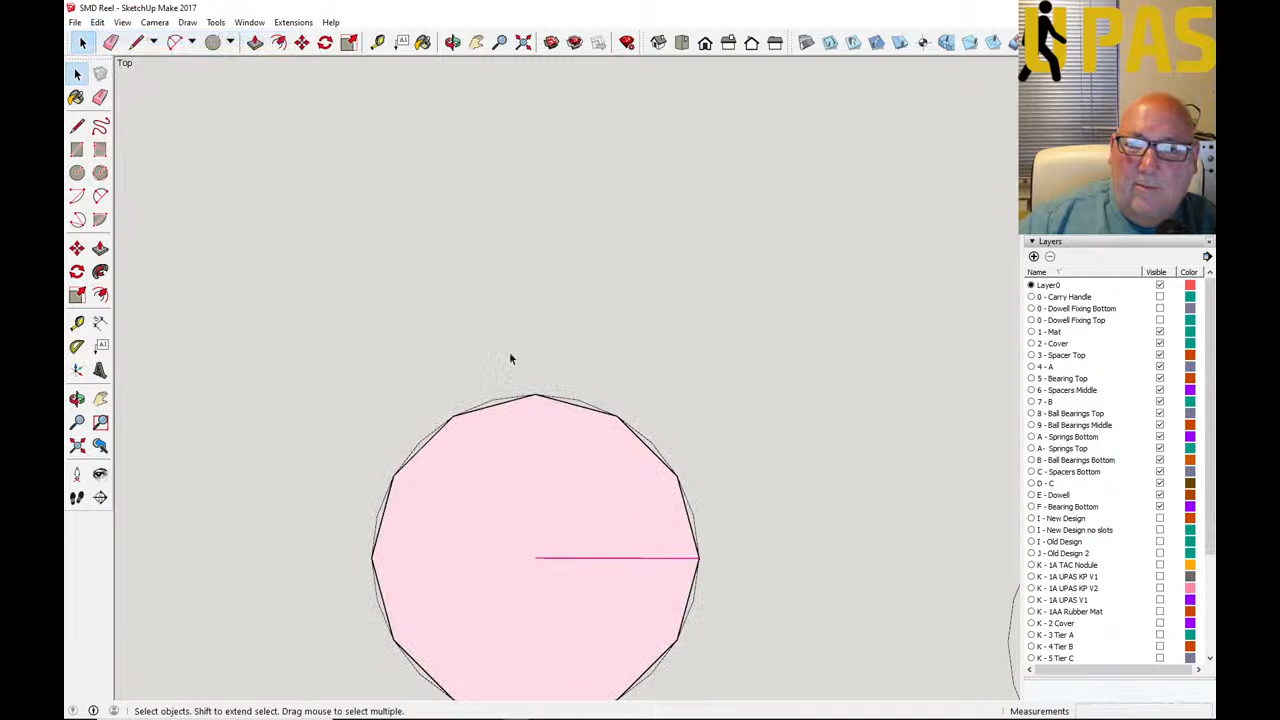 SMD Reel - SketchUp Make 2017
File Edit View Camera Draw Tools Window Extensions Help
Top
UPAS
Layers
Name Visible Color
Layer0
0 - Carry Handle
0 - Dowell Fixing Bottom
0 - Dowell Fixing Top
1 - Mat
2 - Cover
3 - Spacer Top
4 - A
5 - Bearing Top
6 - Spacers Middle
7 - B
8 - Ball Bearings Top
9 - Ball Bearings Middle
A - Springs Bottom
A- Springs Top
B - Ball Bearings Bottom
C - Spacers Bottom
D - C
E - Dowell
F - Bearing Bottom
I - New Design
I - New Design no slots
I - Old Design
J - Old Design 2
K - 1A TAC Nodule
K - 1A UPAS KP V1
K - 1A UPAS KP V2
K - 1A UPAS V1
K - 1AA Rubber Mat
K - 2 Cover
K - 3 Tier A
K - 4 Tier B
K - 5 Tier C
Select objects. Shift to extend select. Drag mouse to select multiple.
Measurements